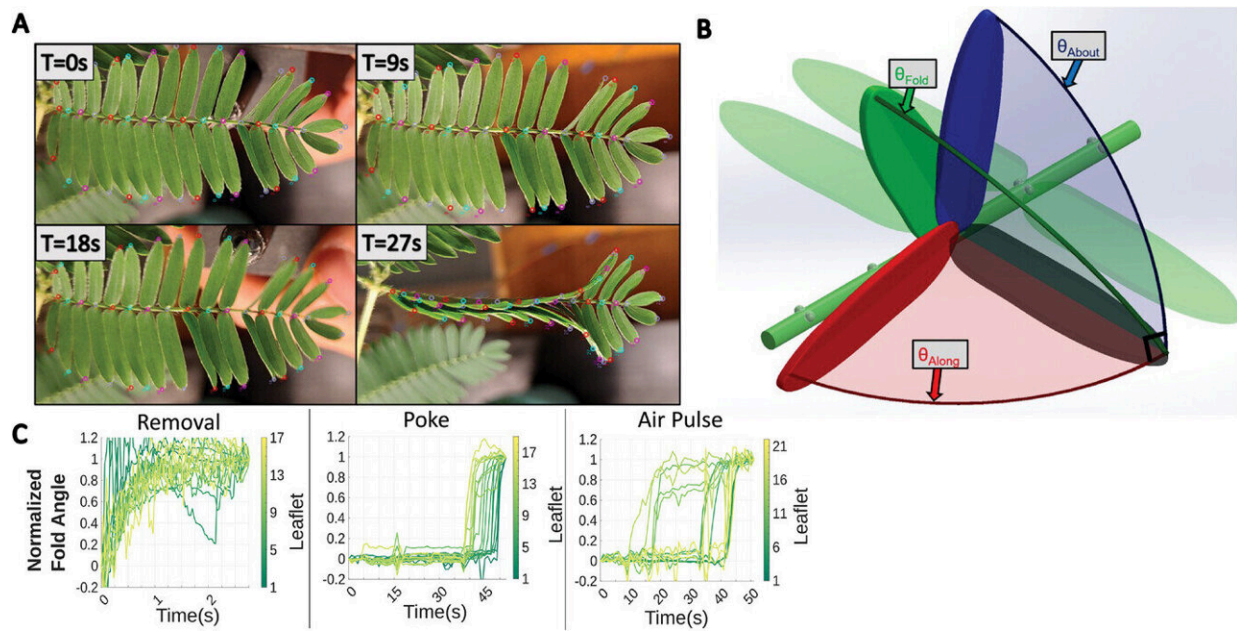 A
T=0s
T=9s
T=18s
T=27s
B
θAbout
θFold
θAlong
C
Removal
Poke
Air Pulse
Normalized
Fold Angle
1.2
1
0.8
0.6
0.4
0.2
0
-0.2
0
1
2
Time(s)
17
13
9
5
1
Leaflet
1.2
1
0.8
0.6
0.4
0.2
0
-0.2
0
15
30
45
Time(s)
17
13
9
5
1
Leaflet
1.2
1
0.8
0.6
0.4
0.2
0
-0.2
0
10
20
30
40
50
Time(s)
21
16
11
6
1
Leaflet